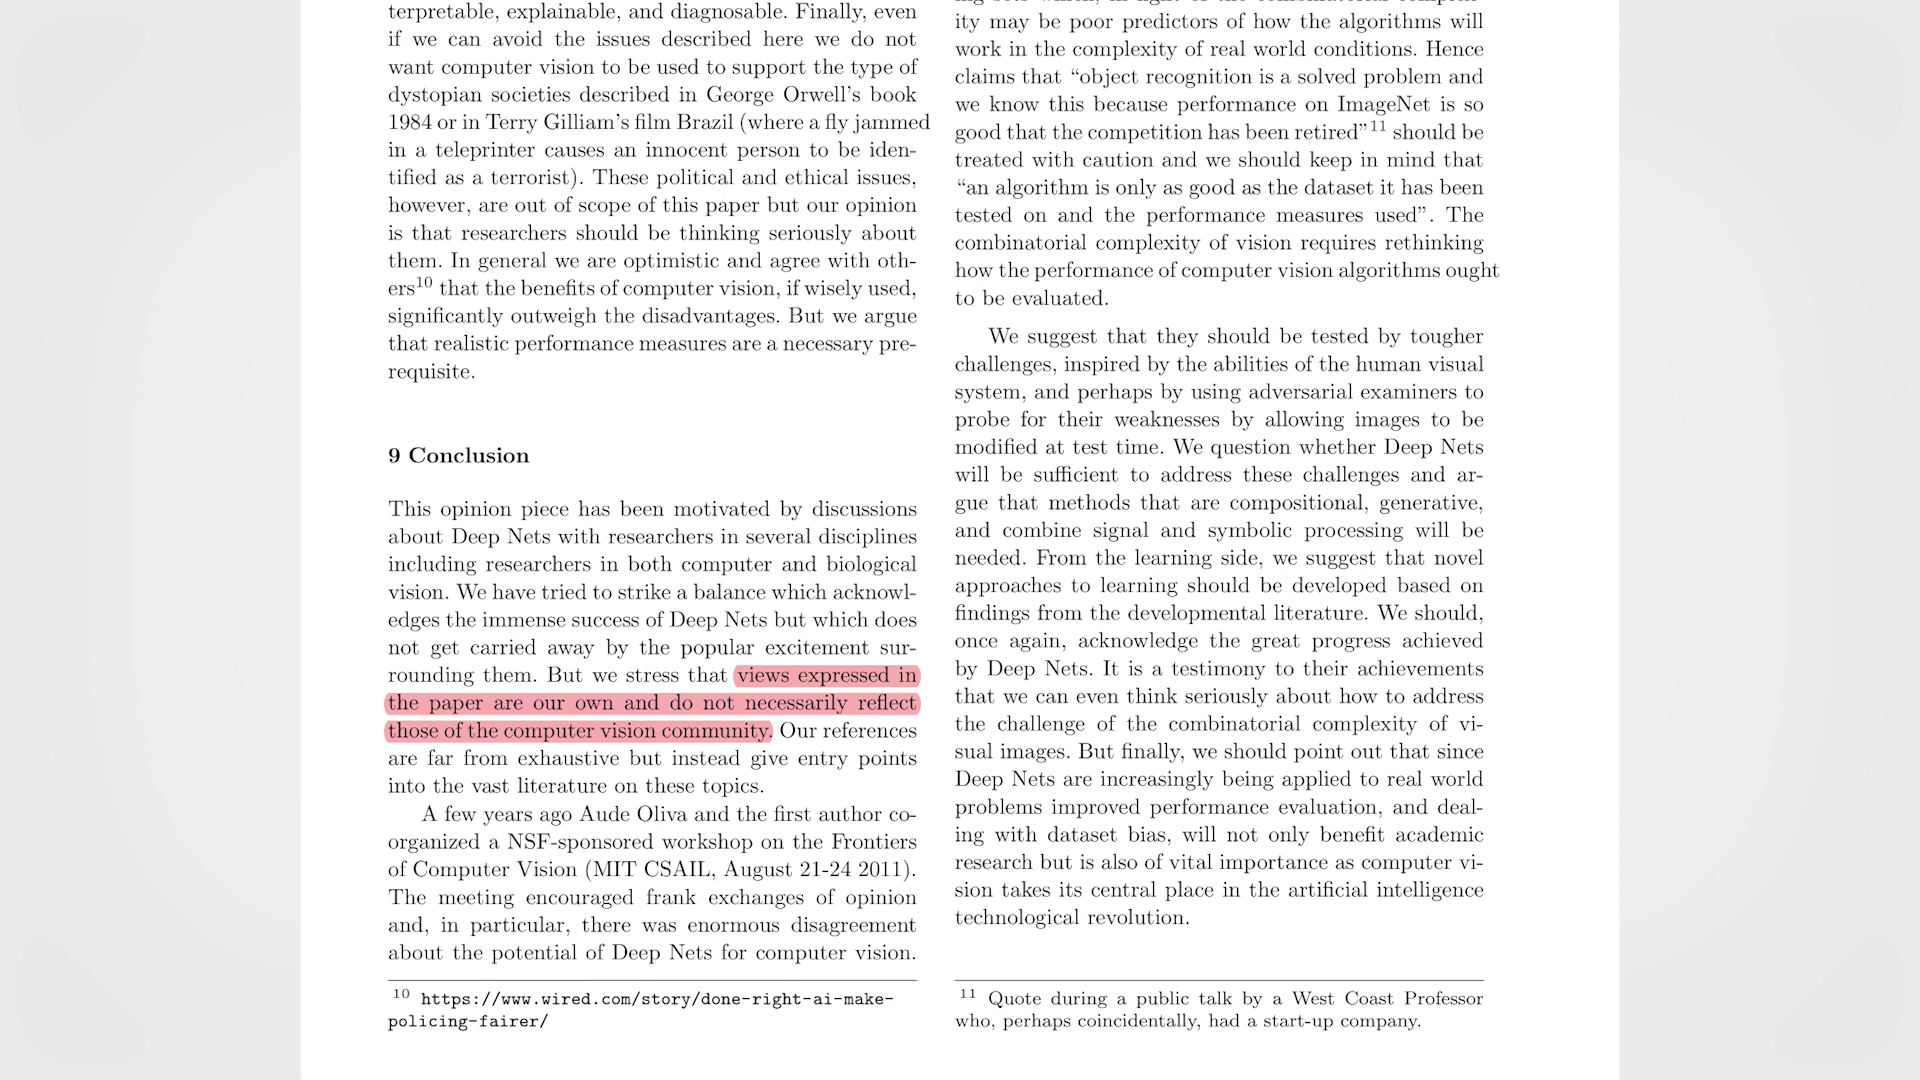 terpretable, explainable, and diagnosable. Finally, even
if we can avoid the issues described here we do not
want computer vision to be used to support the type of
dystopian societies described in George Orwell's book
1984 or in Terry Gilliam's film Brazil (where a fly jammed
in a teleprinter causes an innocent person to be iden-
tified as a terrorist). These political and ethical issues,
however, are out of scope of this paper but our opinion
is that researchers should be thinking seriously about
them. In general we are optimistic and agree with oth-
ers10 that the benefits of computer vision, if wisely used,
significantly outweigh the disadvantages. But we argue
that realistic performance measures are a necessary pre-
requisite.
9 Conclusion
This opinion piece has been motivated by discussions
about Deep Nets with researchers in several disciplines
including researchers in both computer and biological
vision. We have tried to strike a balance which acknowl-
edges the immense success of Deep Nets but which does
not get carried away by the popular excitement sur-
rounding them. But we stress that views expressed in
the paper are our own and do not necessarily reflect
those of the computer vision community. Our references
are far from exhaustive but instead give entry points
into the vast literature on these topics.
A few years ago Aude Oliva and the first author co-
organized a NSF-sponsored workshop on the Frontiers
of Computer Vision (MIT CSAIL, August 21-24 2011).
The meeting encouraged frank exchanges of opinion
and, in particular, there was enormous disagreement
about the potential of Deep Nets for computer vision.
10 https://www.wired.com/story/done-right-ai-make-
policing-fairer/
ity may be poor predictors of how the algorithms will
work in the complexity of real world conditions. Hence
claims that “object recognition is a solved problem and
we know this because performance on ImageNet is so
good that the competition has been retired”11 should be
treated with caution and we should keep in mind that
“an algorithm is only as good as the dataset it has been
tested on and the performance measures used”. The
combinatorial complexity of vision requires rethinking
how the performance of computer vision algorithms ought
to be evaluated.
We suggest that they should be tested by tougher
challenges, inspired by the abilities of the human visual
system, and perhaps by using adversarial examiners to
probe for their weaknesses by allowing images to be
modified at test time. We question whether Deep Nets
will be sufficient to address these challenges and ar-
gue that methods that are compositional, generative,
and combine signal and symbolic processing will be
needed. From the learning side, we suggest that novel
approaches to learning should be developed based on
findings from the developmental literature. We should,
once again, acknowledge the great progress achieved
by Deep Nets. It is a testimony to their achievements
that we can even think seriously about how to address
the challenge of the combinatorial complexity of vi-
sual images. But finally, we should point out that since
Deep Nets are increasingly being applied to real world
problems improved performance evaluation, and deal-
ing with dataset bias, will not only benefit academic
research but is also of vital importance as computer vi-
sion takes its central place in the artificial intelligence
technological revolution.
11 Quote during a public talk by a West Coast Professor
who, perhaps coincidentally, had a start-up company.